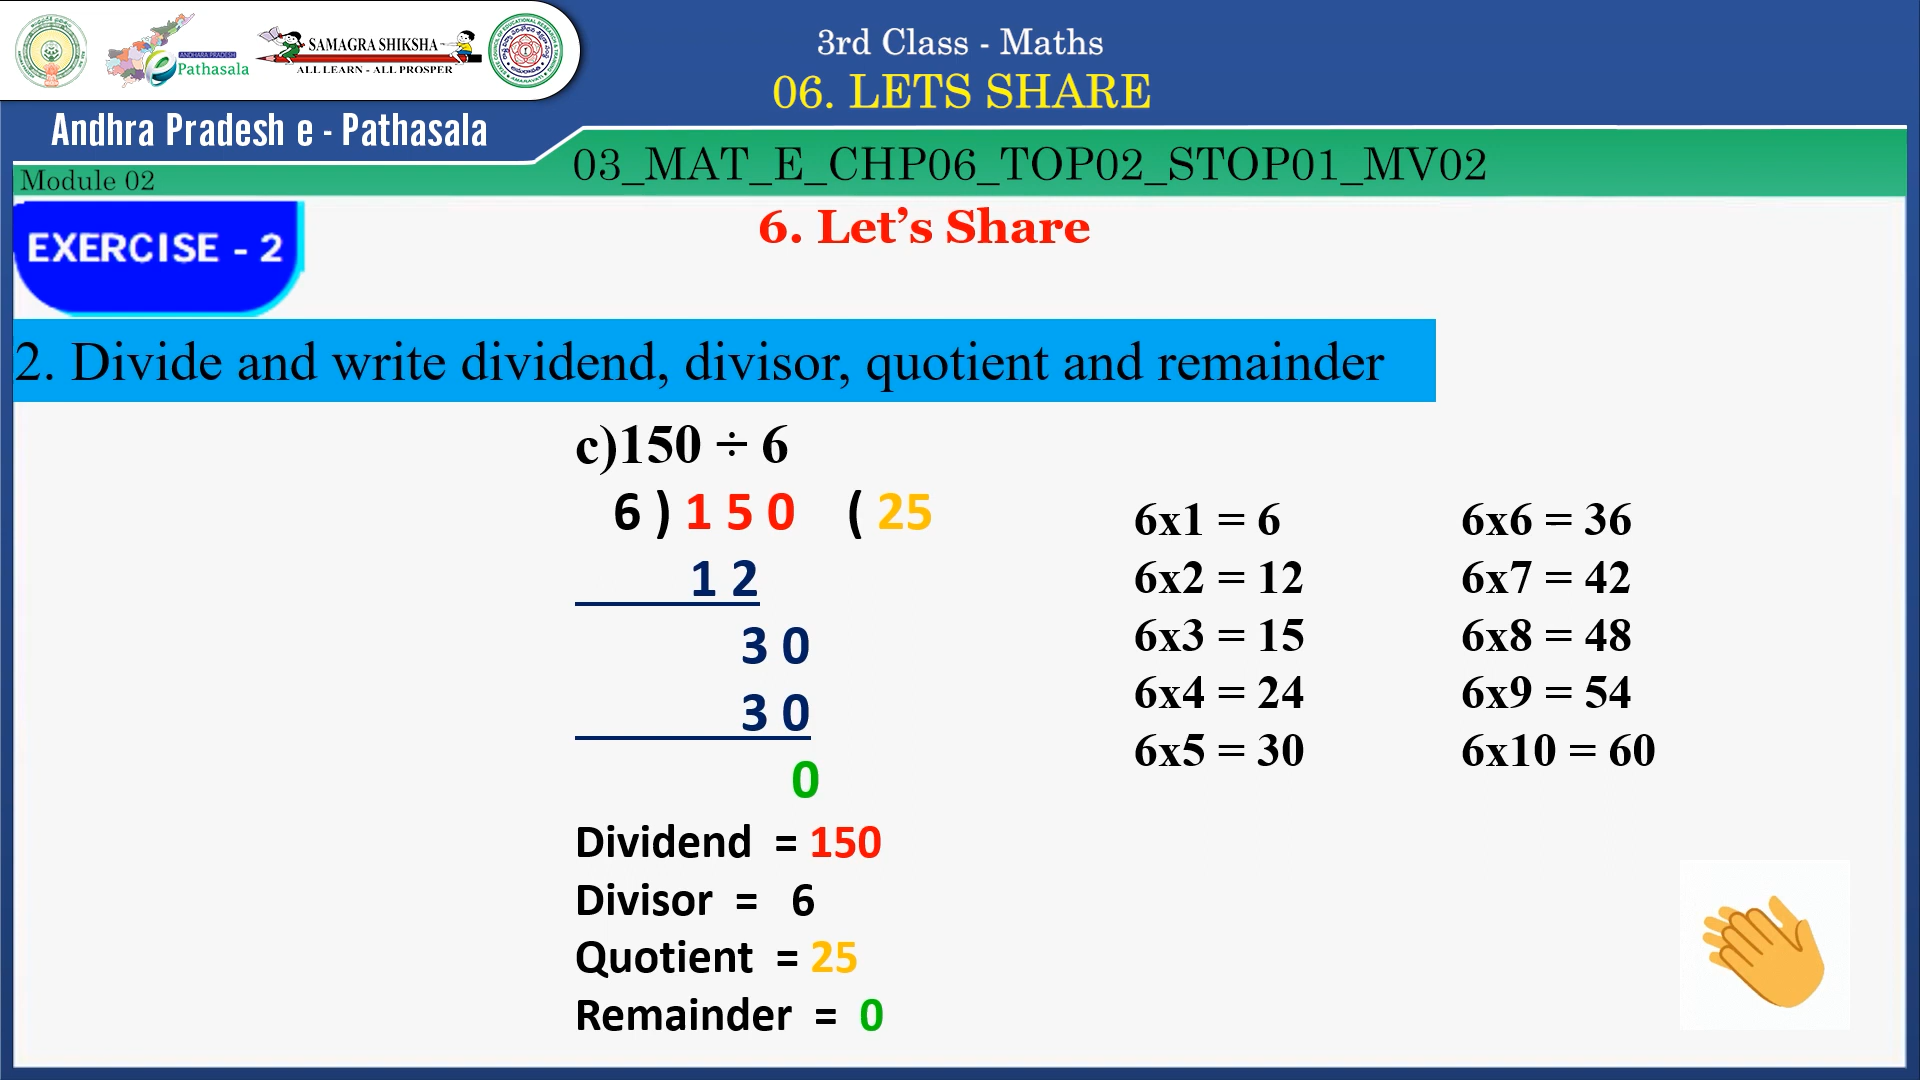 ANDHRA PRADESH
Pathasala
SAMAGRA SHIKSHA
ALL LEARN - ALL PROSPER
Andhra Pradesh e - Pathasala
3rd Class - Maths
06. LETS SHARE
Module 02
03_MAT_E_CHP06_TOP02_STOP01_MV02
6. Let’s Share
EXERCISE - 2
2. Divide and write dividend, divisor, quotient and remainder
c)150 ÷ 6
6 ) 1 5 0 ( 25
1 2
3 0
3 0
0
Dividend = 150
Divisor = 6
Quotient = 25
Remainder = 0
6x1 = 6
6x2 = 12
6x3 = 15
6x4 = 24
6x5 = 30
6x6 = 36
6x7 = 42
6x8 = 48
6x9 = 54
6x10 = 60